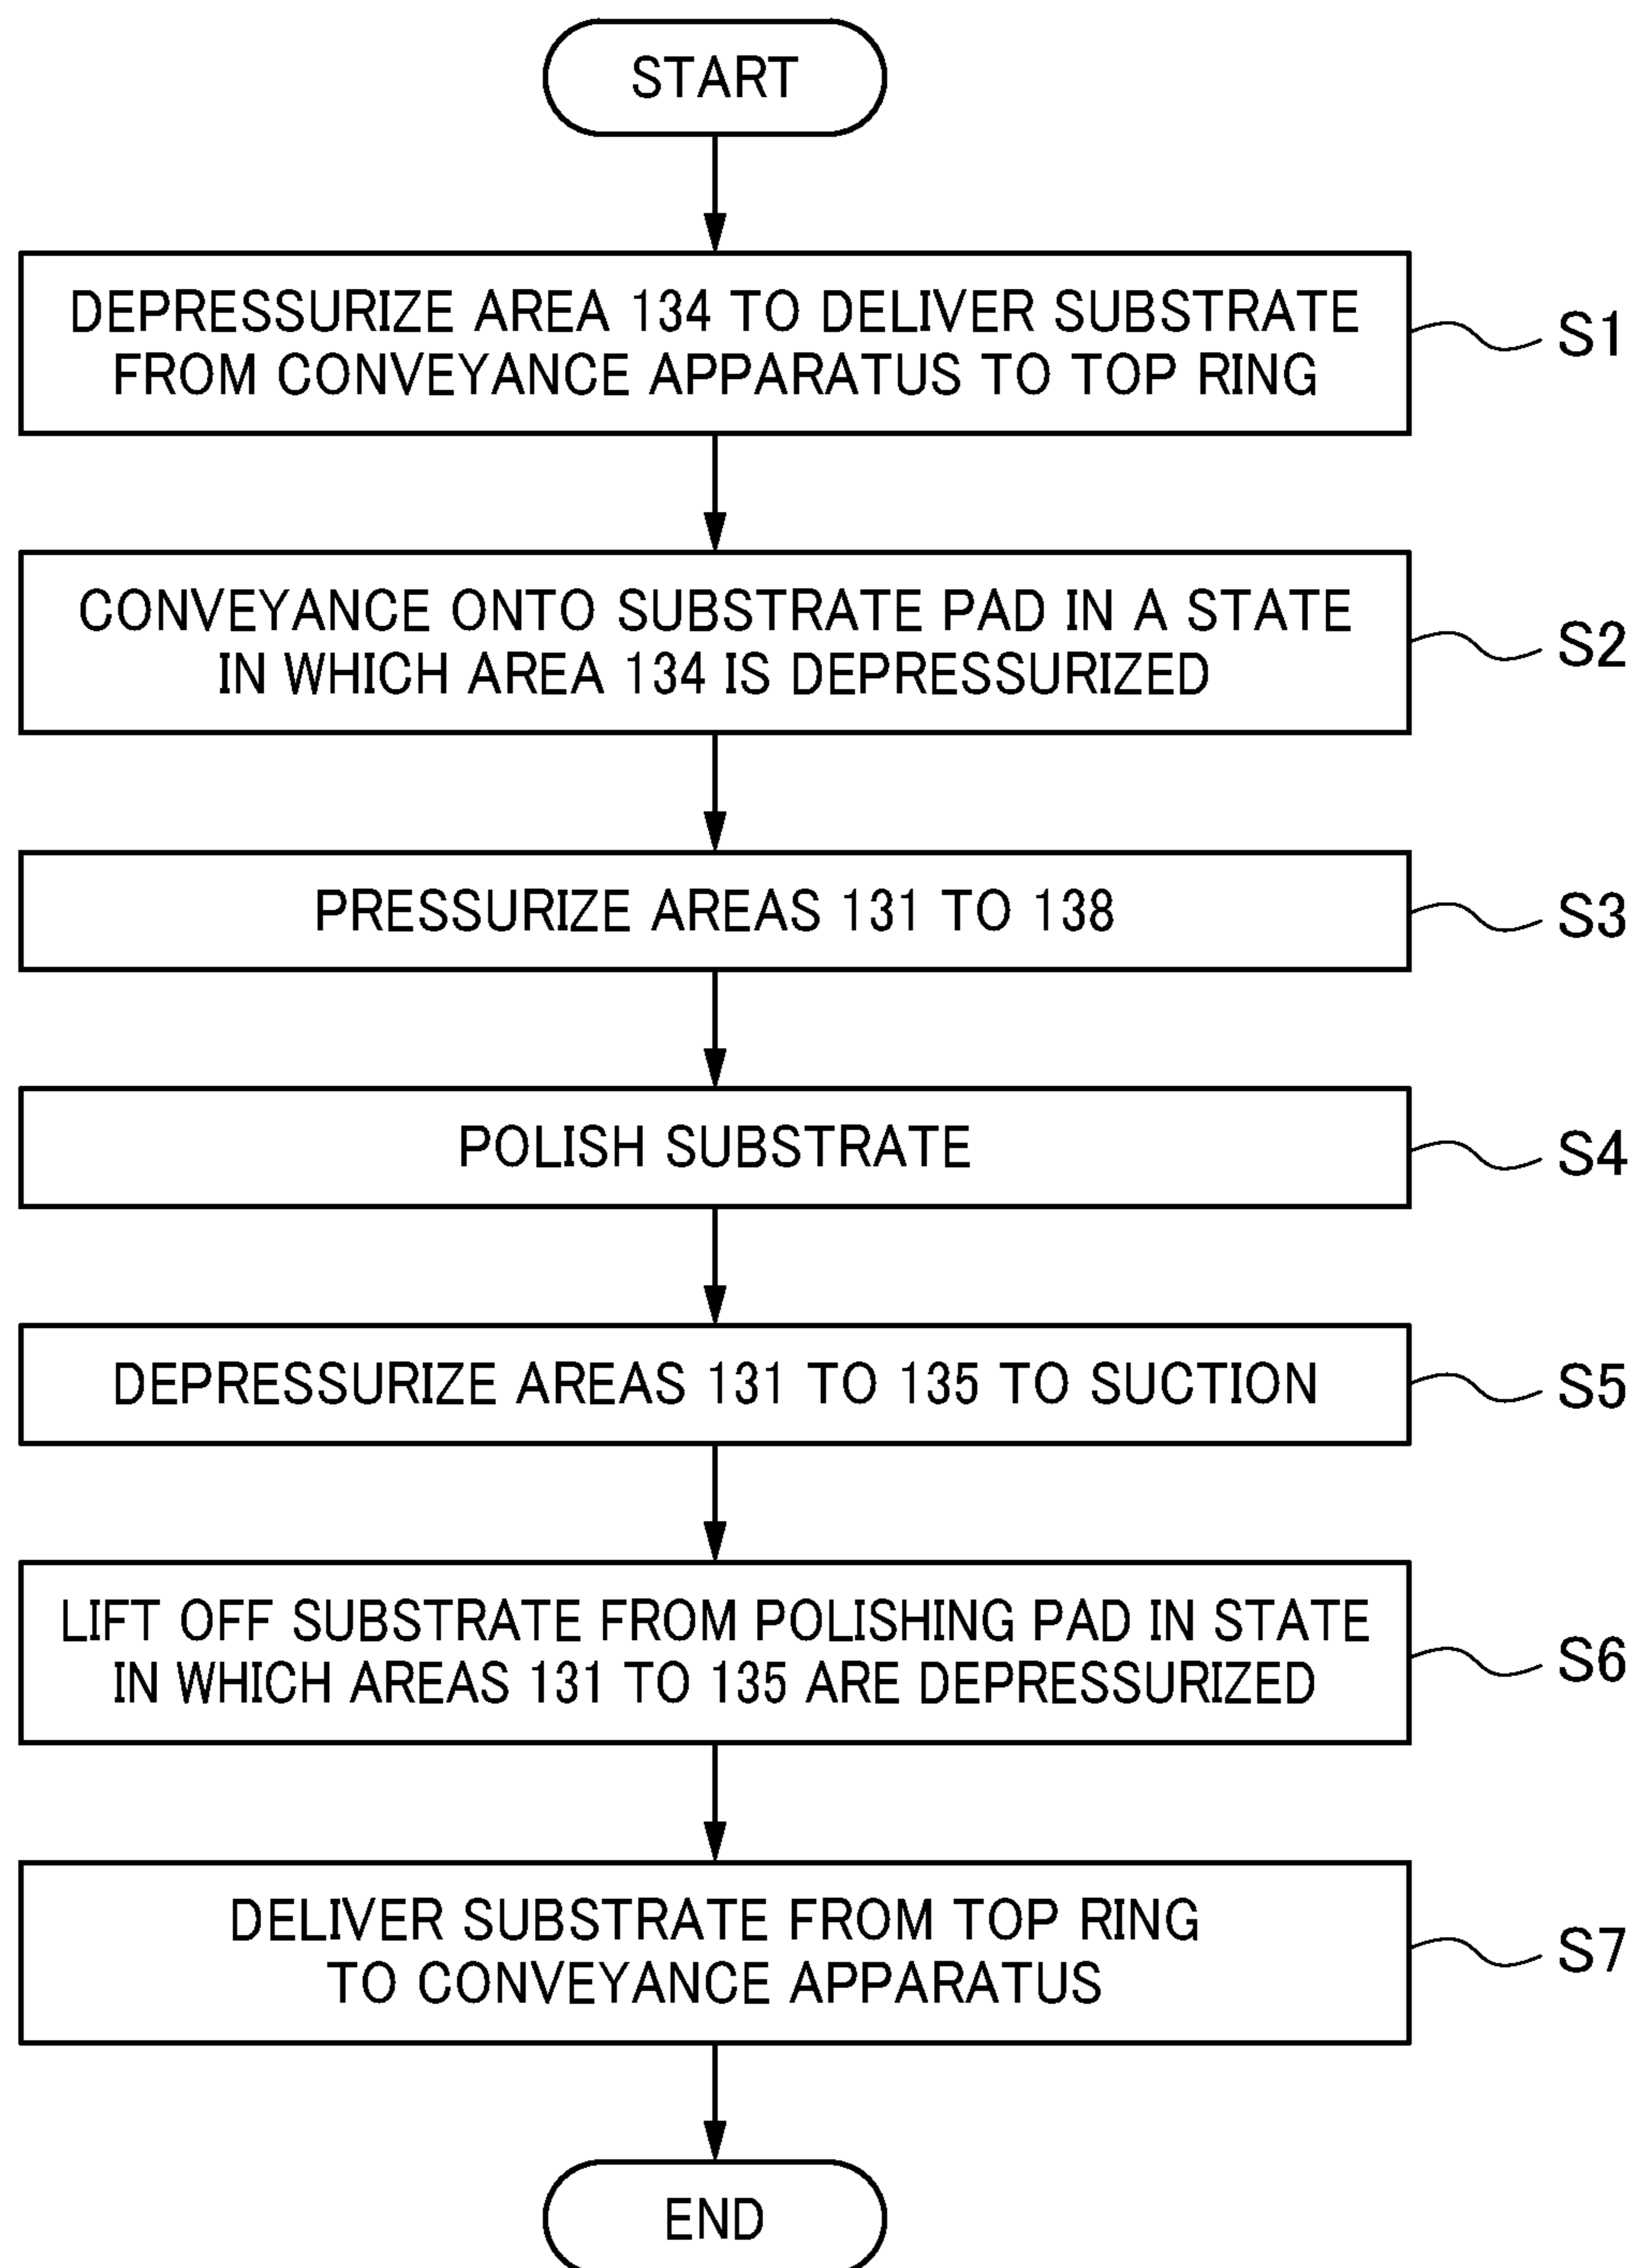 START
DEPRESSURIZE AREA 134 TO DELIVER SUBSTRATE
FROM CONVEYANCE APPARATUS TO TOP RING
S1
CONVEYANCE ONTO SUBSTRATE PAD IN A STATE
IN WHICH AREA 134 IS DEPRESSURIZED
S2
PRESSURIZE AREAS 131 TO 138
S3
POLISH SUBSTRATE
S4
DEPRESSURIZE AREAS 131 TO 135 TO SUCTION
S5
LIFT OFF SUBSTRATE FROM POLISHING PAD IN STATE
IN WHICH AREAS 131 TO 135 ARE DEPRESSURIZED
S6
DELIVER SUBSTRATE FROM TOP RING
TO CONVEYANCE APPARATUS
S7
END